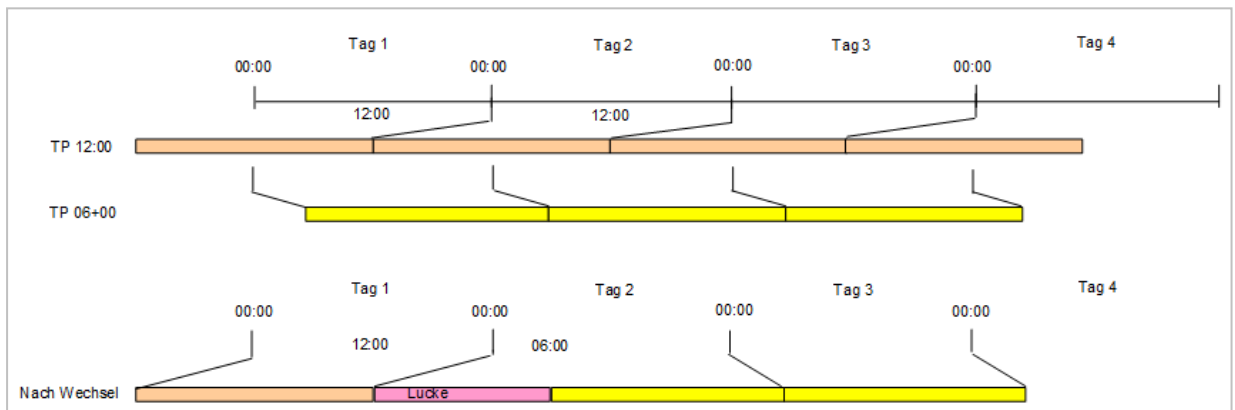 Tag 1 Tag 2 Tag 3 Tag 4
00:00 00:00 00:00 00:00
12:00 12:00
TP 12:00
TP 06+00
Tag 1 Tag 2 Tag 3 Tag 4
00:00 00:00 00:00 00:00
12:00 06:00
Nach Wechsel Lucke